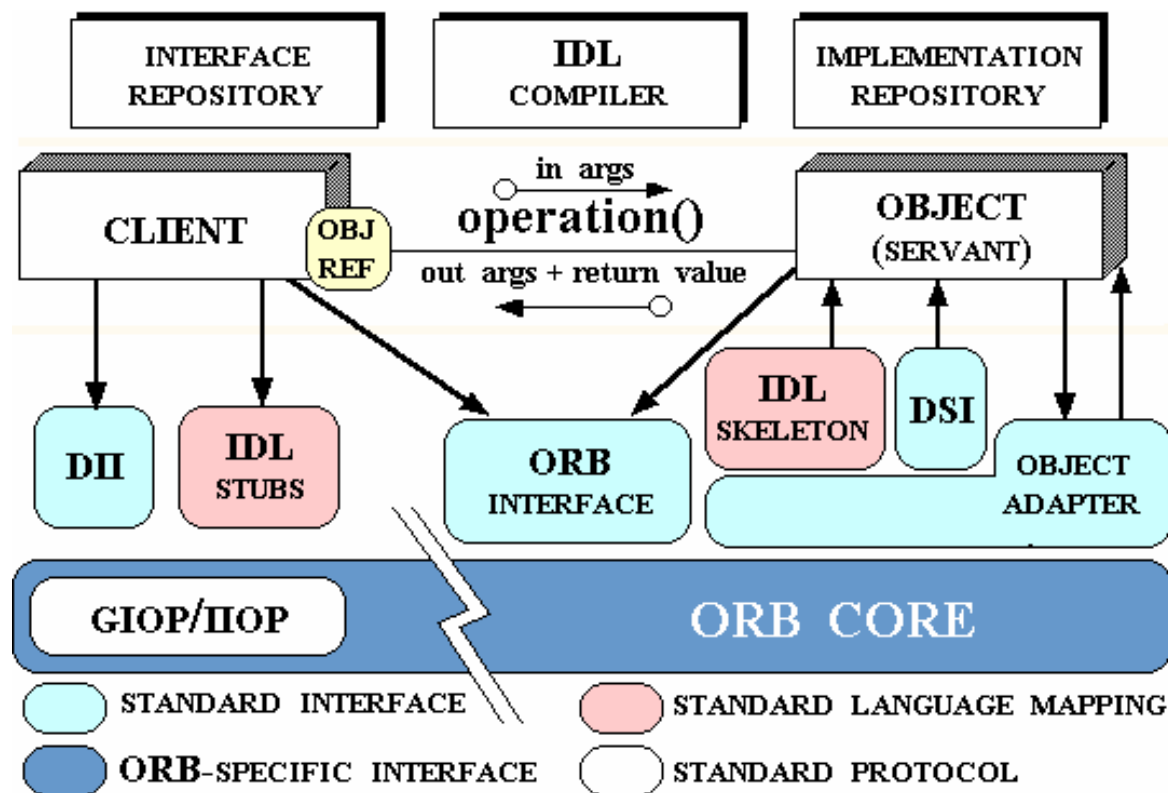 INTERFACE
REPOSITORY
IDL
COMPILER
IMPLEMENTATION
REPOSITORY
CLIENT
OBJ
REF
in args
operation()
out args + return value
OBJECT
(SERVANT)
DII
IDL
STUBS
ORB
INTERFACE
IDL
SKELETON
DSI
OBJECT
ADAPTER
GIOP/IIOP
ORB CORE
STANDARD INTERFACE
STANDARD LANGUAGE MAPPING
ORB-SPECIFIC INTERFACE
STANDARD PROTOCOL